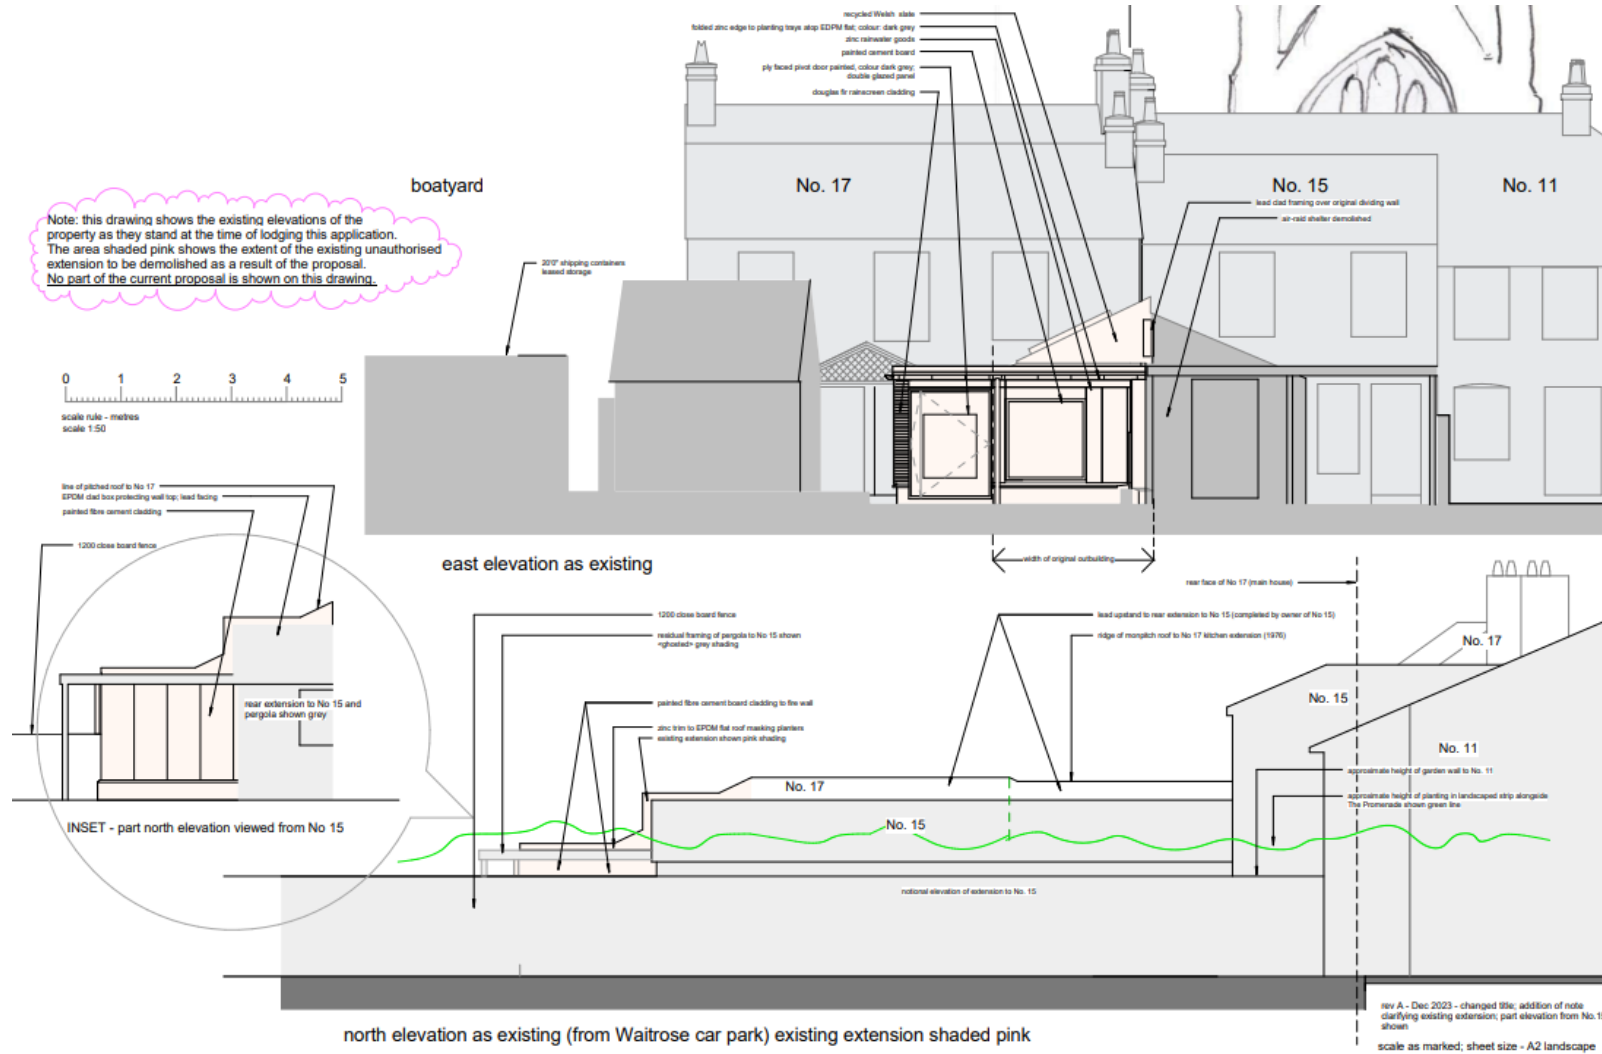 recycled Welsh slate
folded zinc edge to planting trays atop EDPM flat; colour: dark grey
zinc rainwater goods
painted cement board
ply faced pivot door painted, colour dark grey;
double glazed panel
douglas fir rainscreen cladding
boatyard
No. 17
No. 15
No. 11
lead clad framing over original dividing wall
air-raid shelter demolished
Note: this drawing shows the existing elevations of the
property as they stand at the time of lodging this application.
The area shaded pink shows the extent of the existing unauthorised
extension to be demolished as a result of the proposal.
No part of the current proposal is shown on this drawing.
20'0" shipping containers
leased storage
0 1 2 3 4 5
scale rule - metres
scale 1:50
line of pitched roof to No 17
EPDM clad box protecting wall top; lead facing
painted fibre cement cladding
1200 close board fence
rear extension to No 15 and
pergola shown grey
INSET - part north elevation viewed from No 15
east elevation as existing
width of original outbuilding
rear face of No 17 (main house)
1200 close board fence
residual framing of pergola to No 15 shown
<ghosted> grey shading
lead upstand to rear extension to No 15 (completed by owner of No 15)
ridge of monpitch roof to No 17 kitchen extension (1976)
No. 17
No. 15
No. 11
painted fibre cement board cladding to fire wall
zinc trim to EPDM flat roof masking planters
existing extension shown pink shading
No. 17
No. 15
approximate height of garden wall to No. 11
approximate height of planting in landscaped strip alongside
The Promenade shown green line
notional elevation of extension to No. 15
north elevation as existing (from Waitrose car park) existing extension shaded pink
rev A - Dec 2023 - changed title; addition of note
clarifying existing extension; part elevation from No.
shown
scale as marked; sheet size - A2 landscape